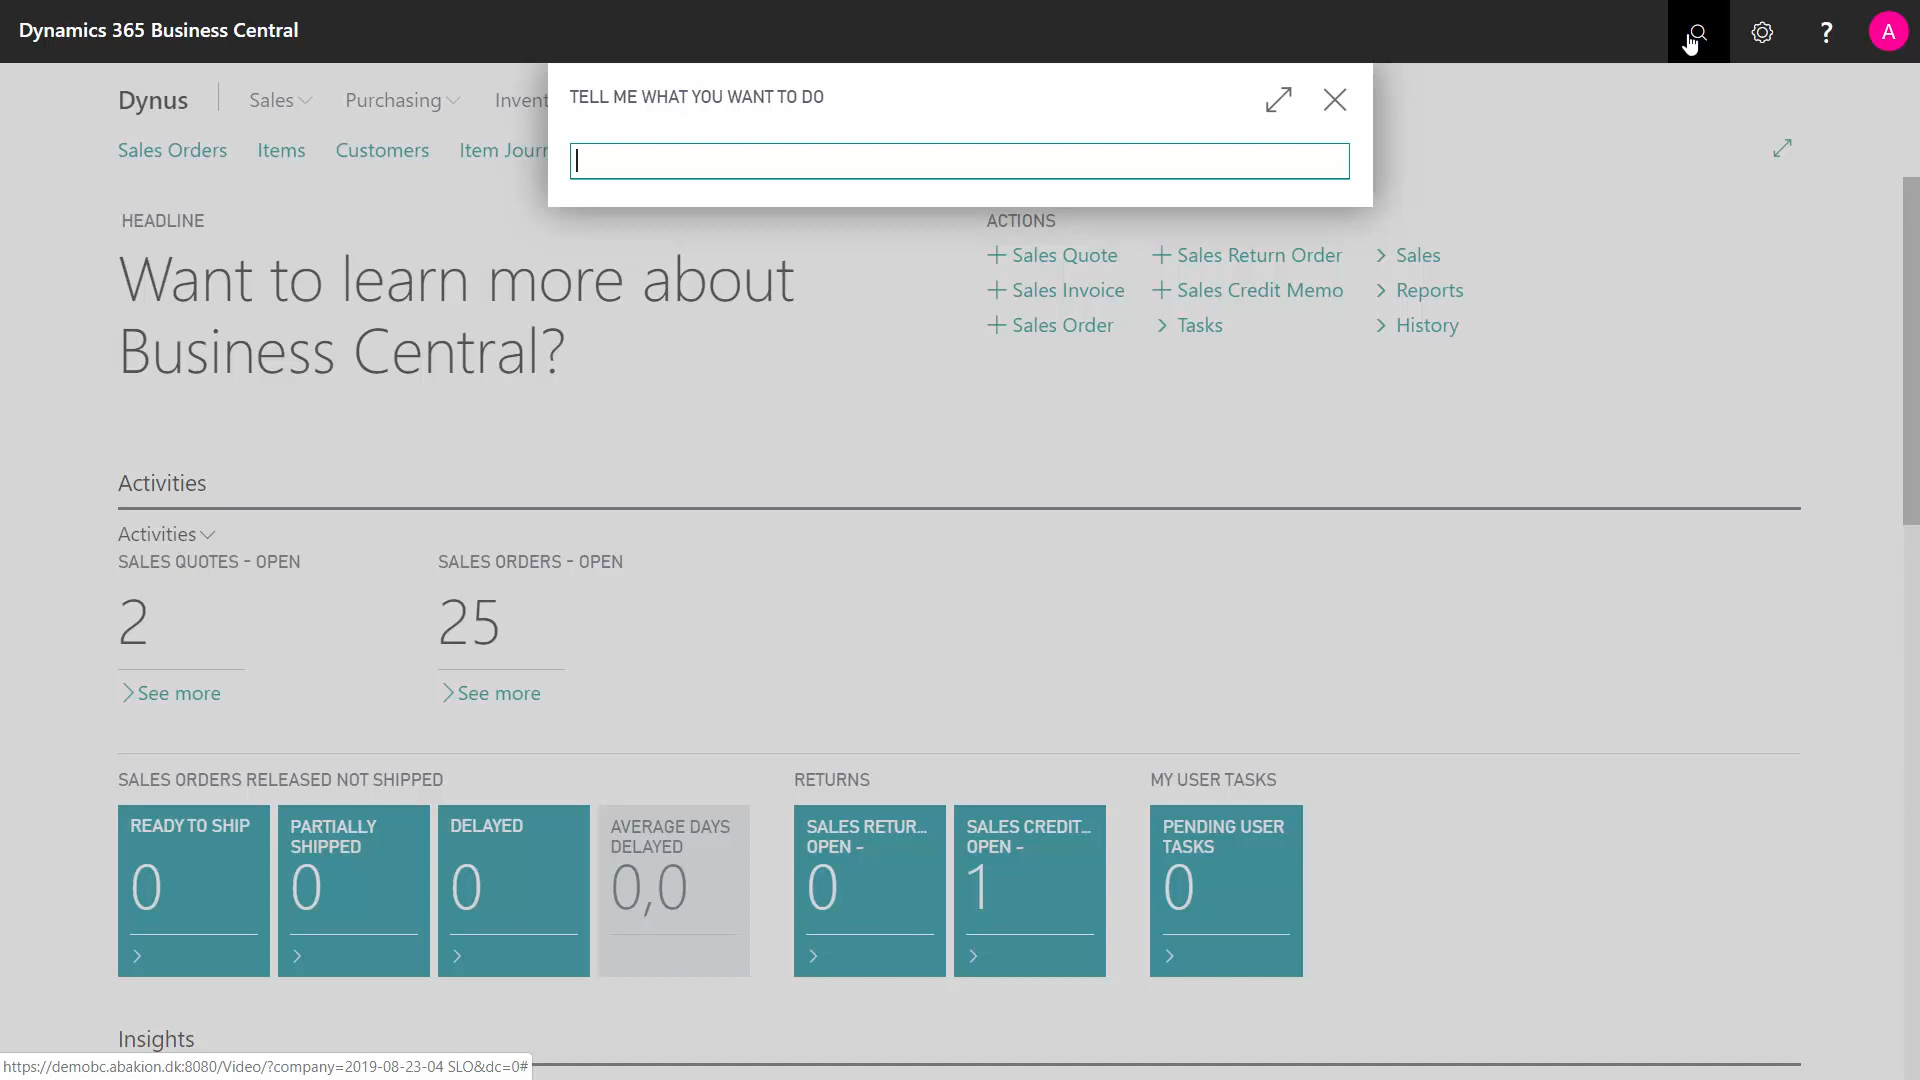 Dynamics 365 Business Central
A
TELL ME WHAT YOU WANT TO DO
Dynus
Sales
Purchasing
Invent
Sales Orders
Items
Customers
Item Journ
HEADLINE
Want to learn more about
Business Central?
ACTIONS
Sales Quote
Sales Return Order
Sales
Sales Invoice
Sales Credit Memo
Reports
Sales Order
Tasks
History
Activities
Activities
SALES QUOTES - OPEN
SALES ORDERS - OPEN
2
25
See more
See more
SALES ORDERS RELEASED NOT SHIPPED
RETURNS
MY USER TASKS
READY TO SHIP
0
PARTIALLY
SHIPPED
0
DELAYED
0
AVERAGE DAYS
DELAYED
0,0
SALES RETUR...
OPEN -
0
SALES CREDIT...
OPEN -
1
PENDING USER
TASKS
0
Insights
https://demobc.abakion.dk:8080/Video/?company=2019-08-23-04 SLO&dc=0#